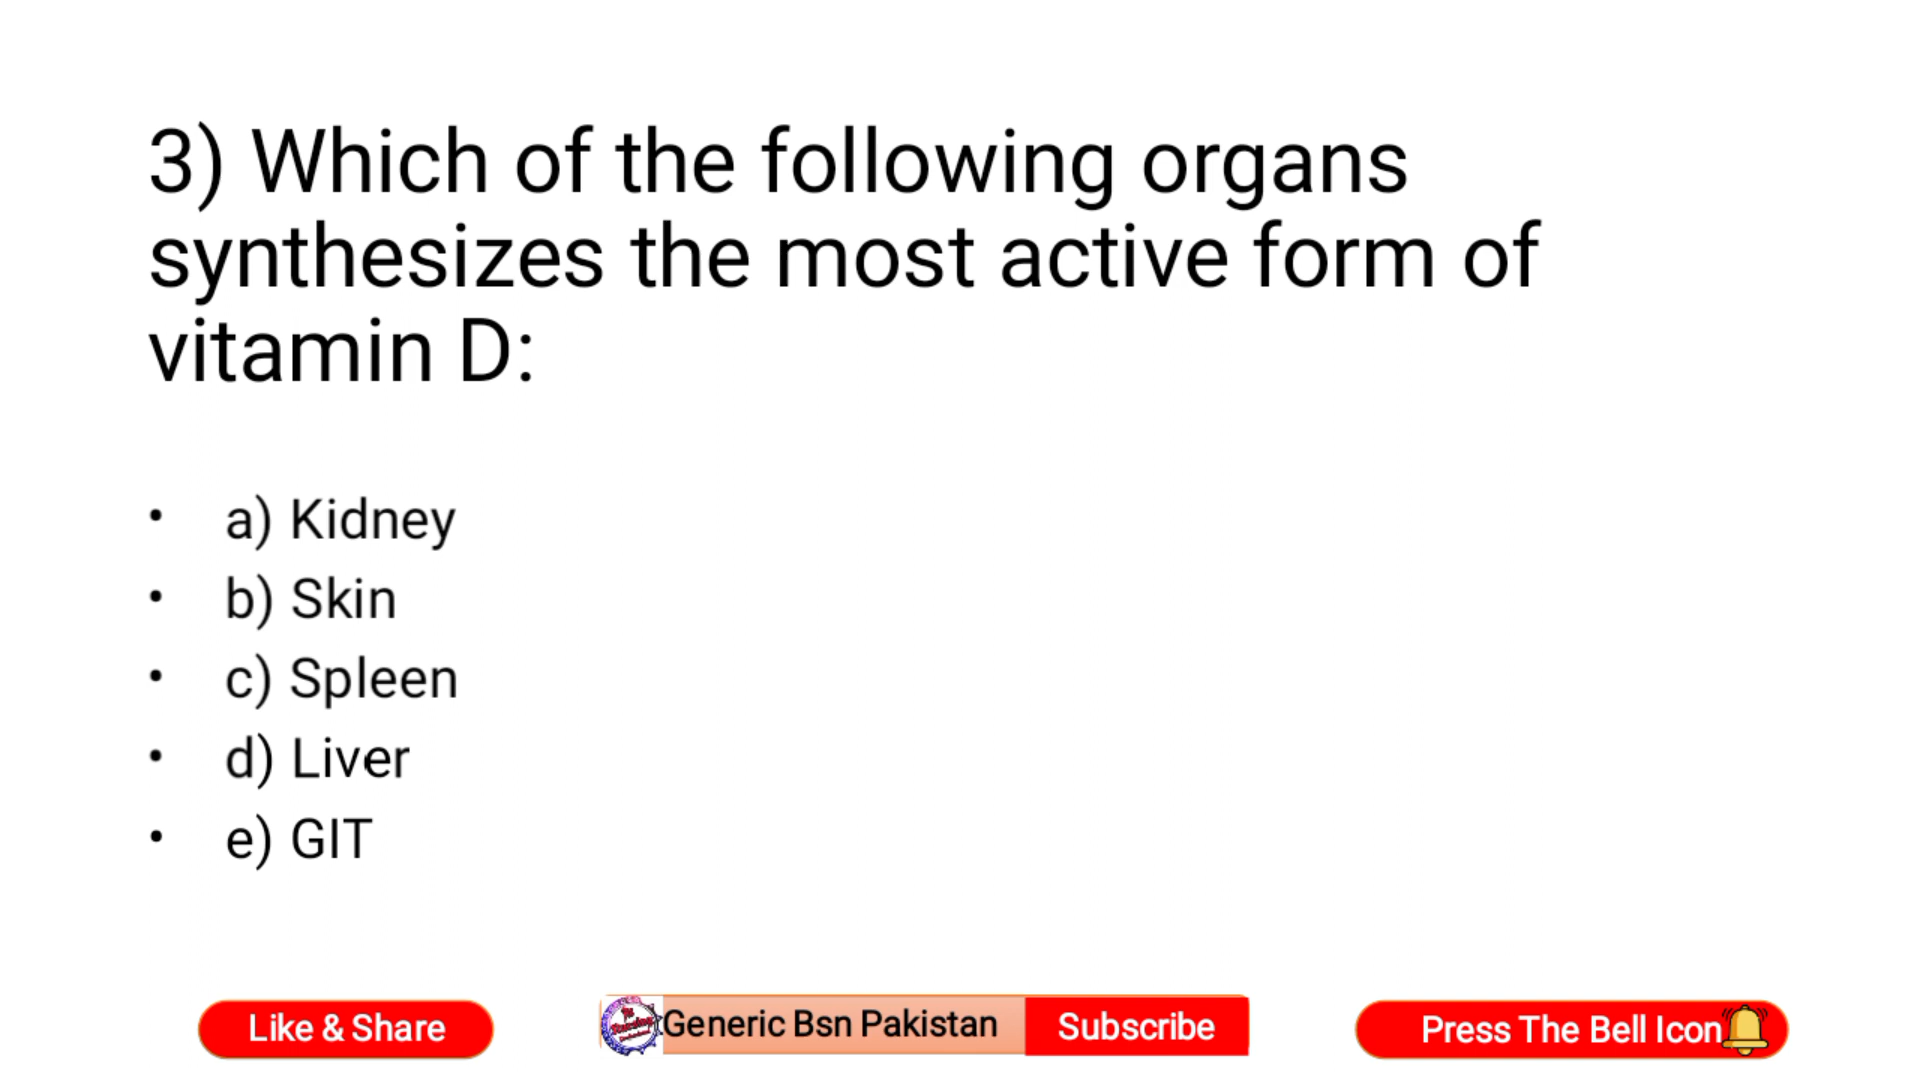 3) Which of the following organs
synthesizes the most active form of
vitamin D:
• a) Kidney
• b) Skin
• c) Spleen
• d) Liver
• e) GIT
Like & Share
Generic Bsn Pakistan
Subscribe
Press The Bell Icon